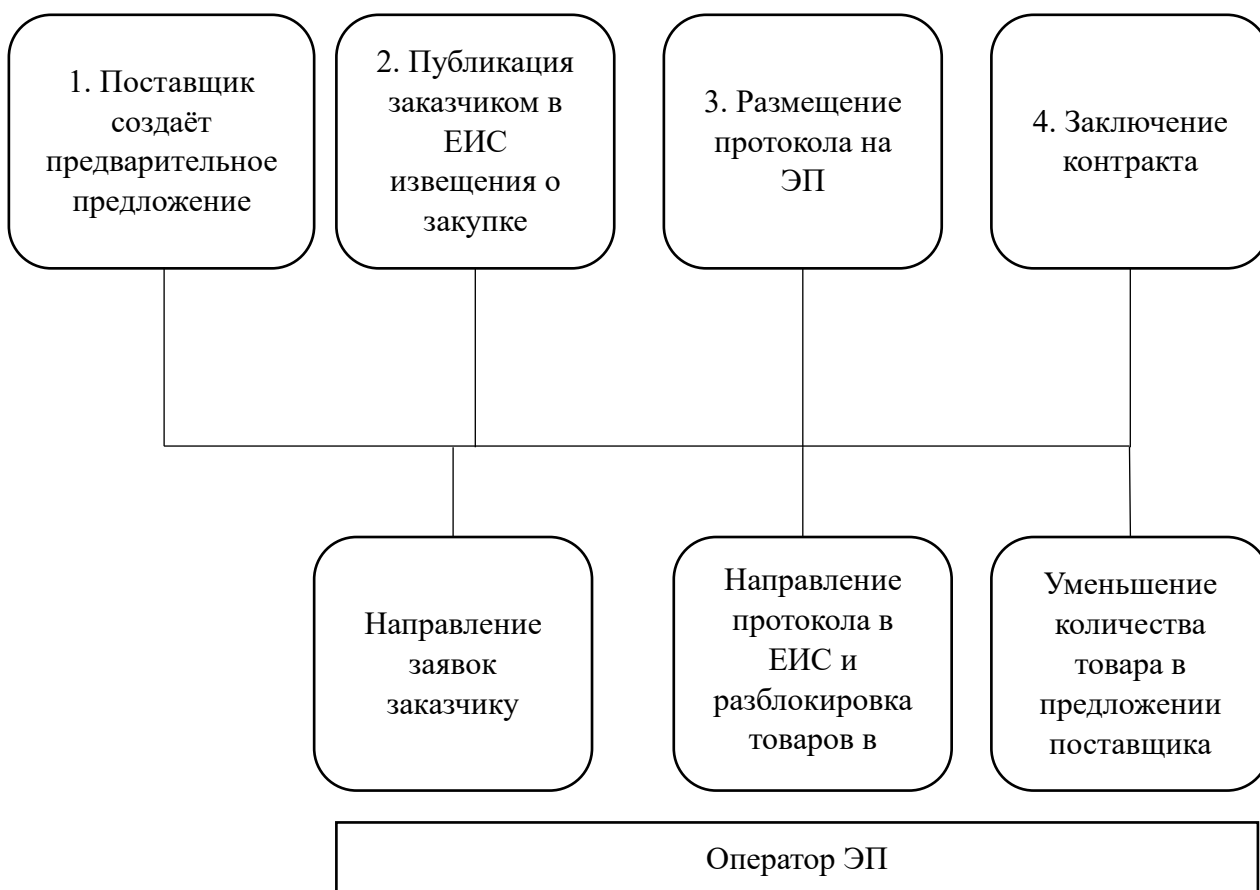 1. Поставщик
создаёт
предварительное
предложение
2. Публикация
заказчиком в
ЕИС
извещения о
закупке
3. Размещение
протокола на
ЭП
4. Заключение
контракта
Направление
заявок
заказчику
Направление
протокола в
ЕИС и
разблокировка
товаров в
Уменьшение
количества
товара в
предложении
поставщика
Оператор ЭП